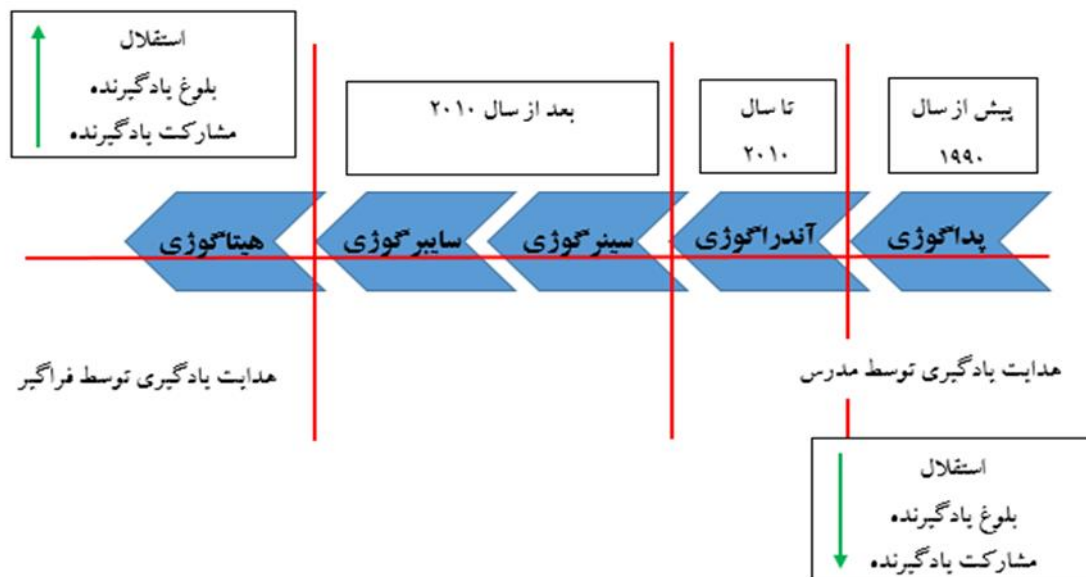 استقلال
بلوغ یادگیرنده
مشارکت یادگیرنده
پیش از سال
۱۹۹۰
تا سال
۲۰۱۰
بعد از سال ۲۰۱۰
پداگوژی
آندراگوژی
سینرگوژی
سایبرگوژی
هیتاگوژی
هدایت یادگیری توسط مدرس
هدایت یادگیری توسط فراگیر
استقلال
بلوغ یادگیرنده
مشارکت یادگیرنده